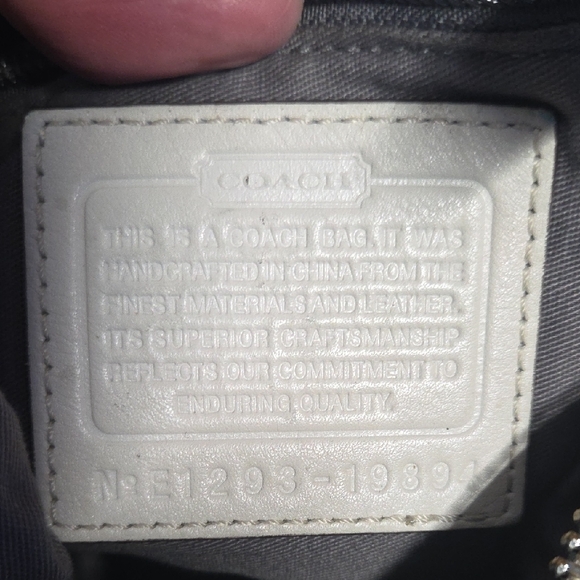 COACH
THIS IS A COACH BAG. IT WAS
HANDCRAFTED IN CHINA FROM THE
FINEST MATERIALS AND LEATHER.
ITS SUPERIOR CRAFTSMANSHIP
REFLECTS OUR COMMITMENT TO
ENDURING QUALITY.
Nº E1293-19891